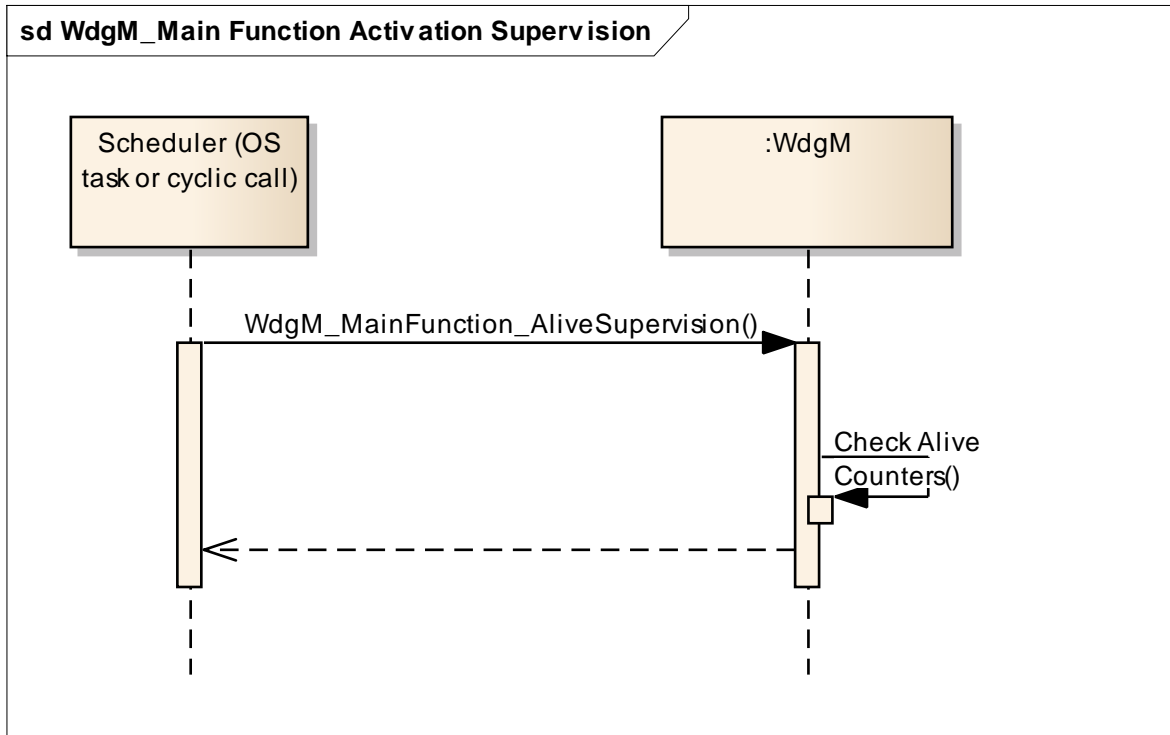 sd WdgM_Main Function Activation Supervision
Scheduler (OS
task or cyclic call)
:WdgM
WdgM_MainFunction_AliveSupervision()
Check Alive
Counters()